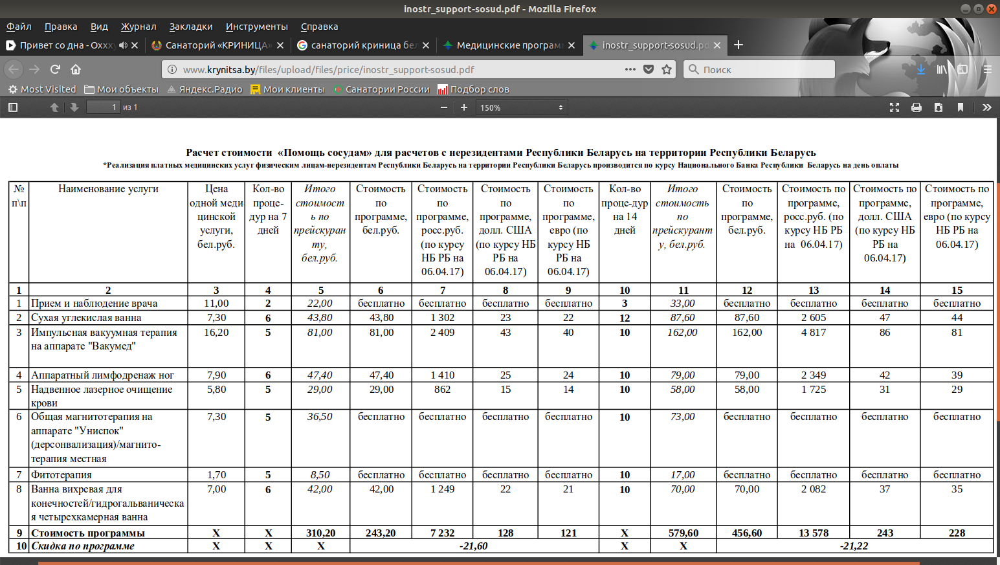 inostr_support-sosud.pdf - Mozilla Firefox
Файл Правка Вид Журнал Закладки Инструменты Справка
Привет со дна - Oxxxy Санаторий «КРИНИЦА» санаторий криница бел Медицинские програм inostr_support-sosud.pd
www.krynitsa.by/files/upload/files/price/inostr_support-sosud.pdf Поиск
Most Visited Мои объекты Яндекс.Радио Мои клиенты Санатории России Подбор слов
1 из 1 150%
Расчет стоимости «Помощь сосудам» для расчетов с нерезидентами Республики Беларусь на территории Республики Беларусь
*Реализация платных медицинских услуг физическим лицам-нерезидентам Республики Беларусь на территории Республики Беларусь производится по курсу Национального Банка Республики Беларусь на день оплаты
№ Наименование услуги Цена Кол-во Итого Стоимость Стоимость Стоимость Стоимость Кол-во Итого Стоимость Стоимость по Стоимость по Стоимость по
п\п одной меди проце- стоимост по по по по проце-дур стоимость по программе, программе, программе,
цинской дур на 7 ь по программе, программе, программе, программе, на 14 по программе, росс.руб. (по долл. США евро (по курсу
услуги, дней прейскуран бел.руб. росс.руб. долл. США евро (по дней прейскурант бел.руб. курсу НБ РБ (по курсу НБ НБ РБ на
бел.руб. ту, (по курсу (по курсу НБ курсу НБ у, бел.руб. на 06.04.17) РБ на 06.04.17)
бел.руб. НБ РБ на РБ на РБ на 06.04.17)
06.04.17) 06.04.17) 06.04.17)
1 2 3 4 5 6 7 8 9 10 11 12 13 14 15
1 Прием и наблюдение врача 11,00 2 22,00 бесплатно бесплатно бесплатно бесплатно 3 33,00 бесплатно бесплатно бесплатно бесплатно
2 Сухая углекислая ванна 7,30 6 43,80 43,80 1 302 23 22 12 87,60 87,60 2 605 47 44
3 Импульсная вакуумная терапия 16,20 5 81,00 81,00 2 409 43 40 10 162,00 162,00 4 817 86 81
на аппарате "Вакумед"
4 Аппаратный лимфодренаж ног 7,90 6 47,40 47,40 1 410 25 24 10 79,00 79,00 2 349 42 39
5 Надвенное лазерное очищение 5,80 5 29,00 29,00 862 15 14 10 58,00 58,00 1 725 31 29
крови
6 Общая магнитотерапия на 7,30 5 36,50 бесплатно бесплатно бесплатно бесплатно 10 73,00 бесплатно бесплатно бесплатно бесплатно
аппарате "Униспок"
(дерсонвализация)/магнито-
терапия местная
7 Фитотерапия 1,70 5 8,50 бесплатно бесплатно бесплатно бесплатно 10 17,00 бесплатно бесплатно бесплатно бесплатно
8 Ванна вихревая для 7,00 6 42,00 42,00 1 249 22 21 10 70,00 70,00 2 082 37 35
конечностей/гидрогальваническа
я четырехкамерная ванна
9 Стоимость программы X X 310,20 243,20 7 232 128 121 X 579,60 456,60 13 578 243 228
10 Скидка по программе X X X -21,60 X X -21,22